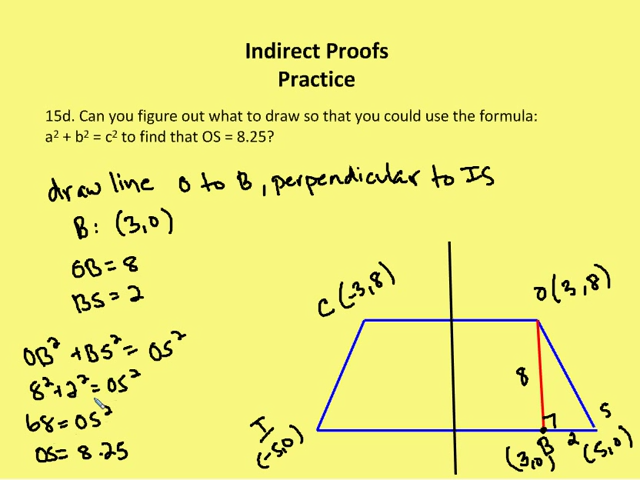 Indirect Proofs
Practice
15d. Can you figure out what to draw so that you could use the formula:
a² + b² = c² to find that OS = 8.25?
draw line O to B, perpendicular to IS
B: (3,0)
OB = 8
BS = 2
OB² + BS² = OS²
8² + 2² = OS²
68 = OS²
OS = 8.25
C (-3,8)
O (3,8)
8
I
(-5,0)
B
2
S
(3,0)
(5,0)